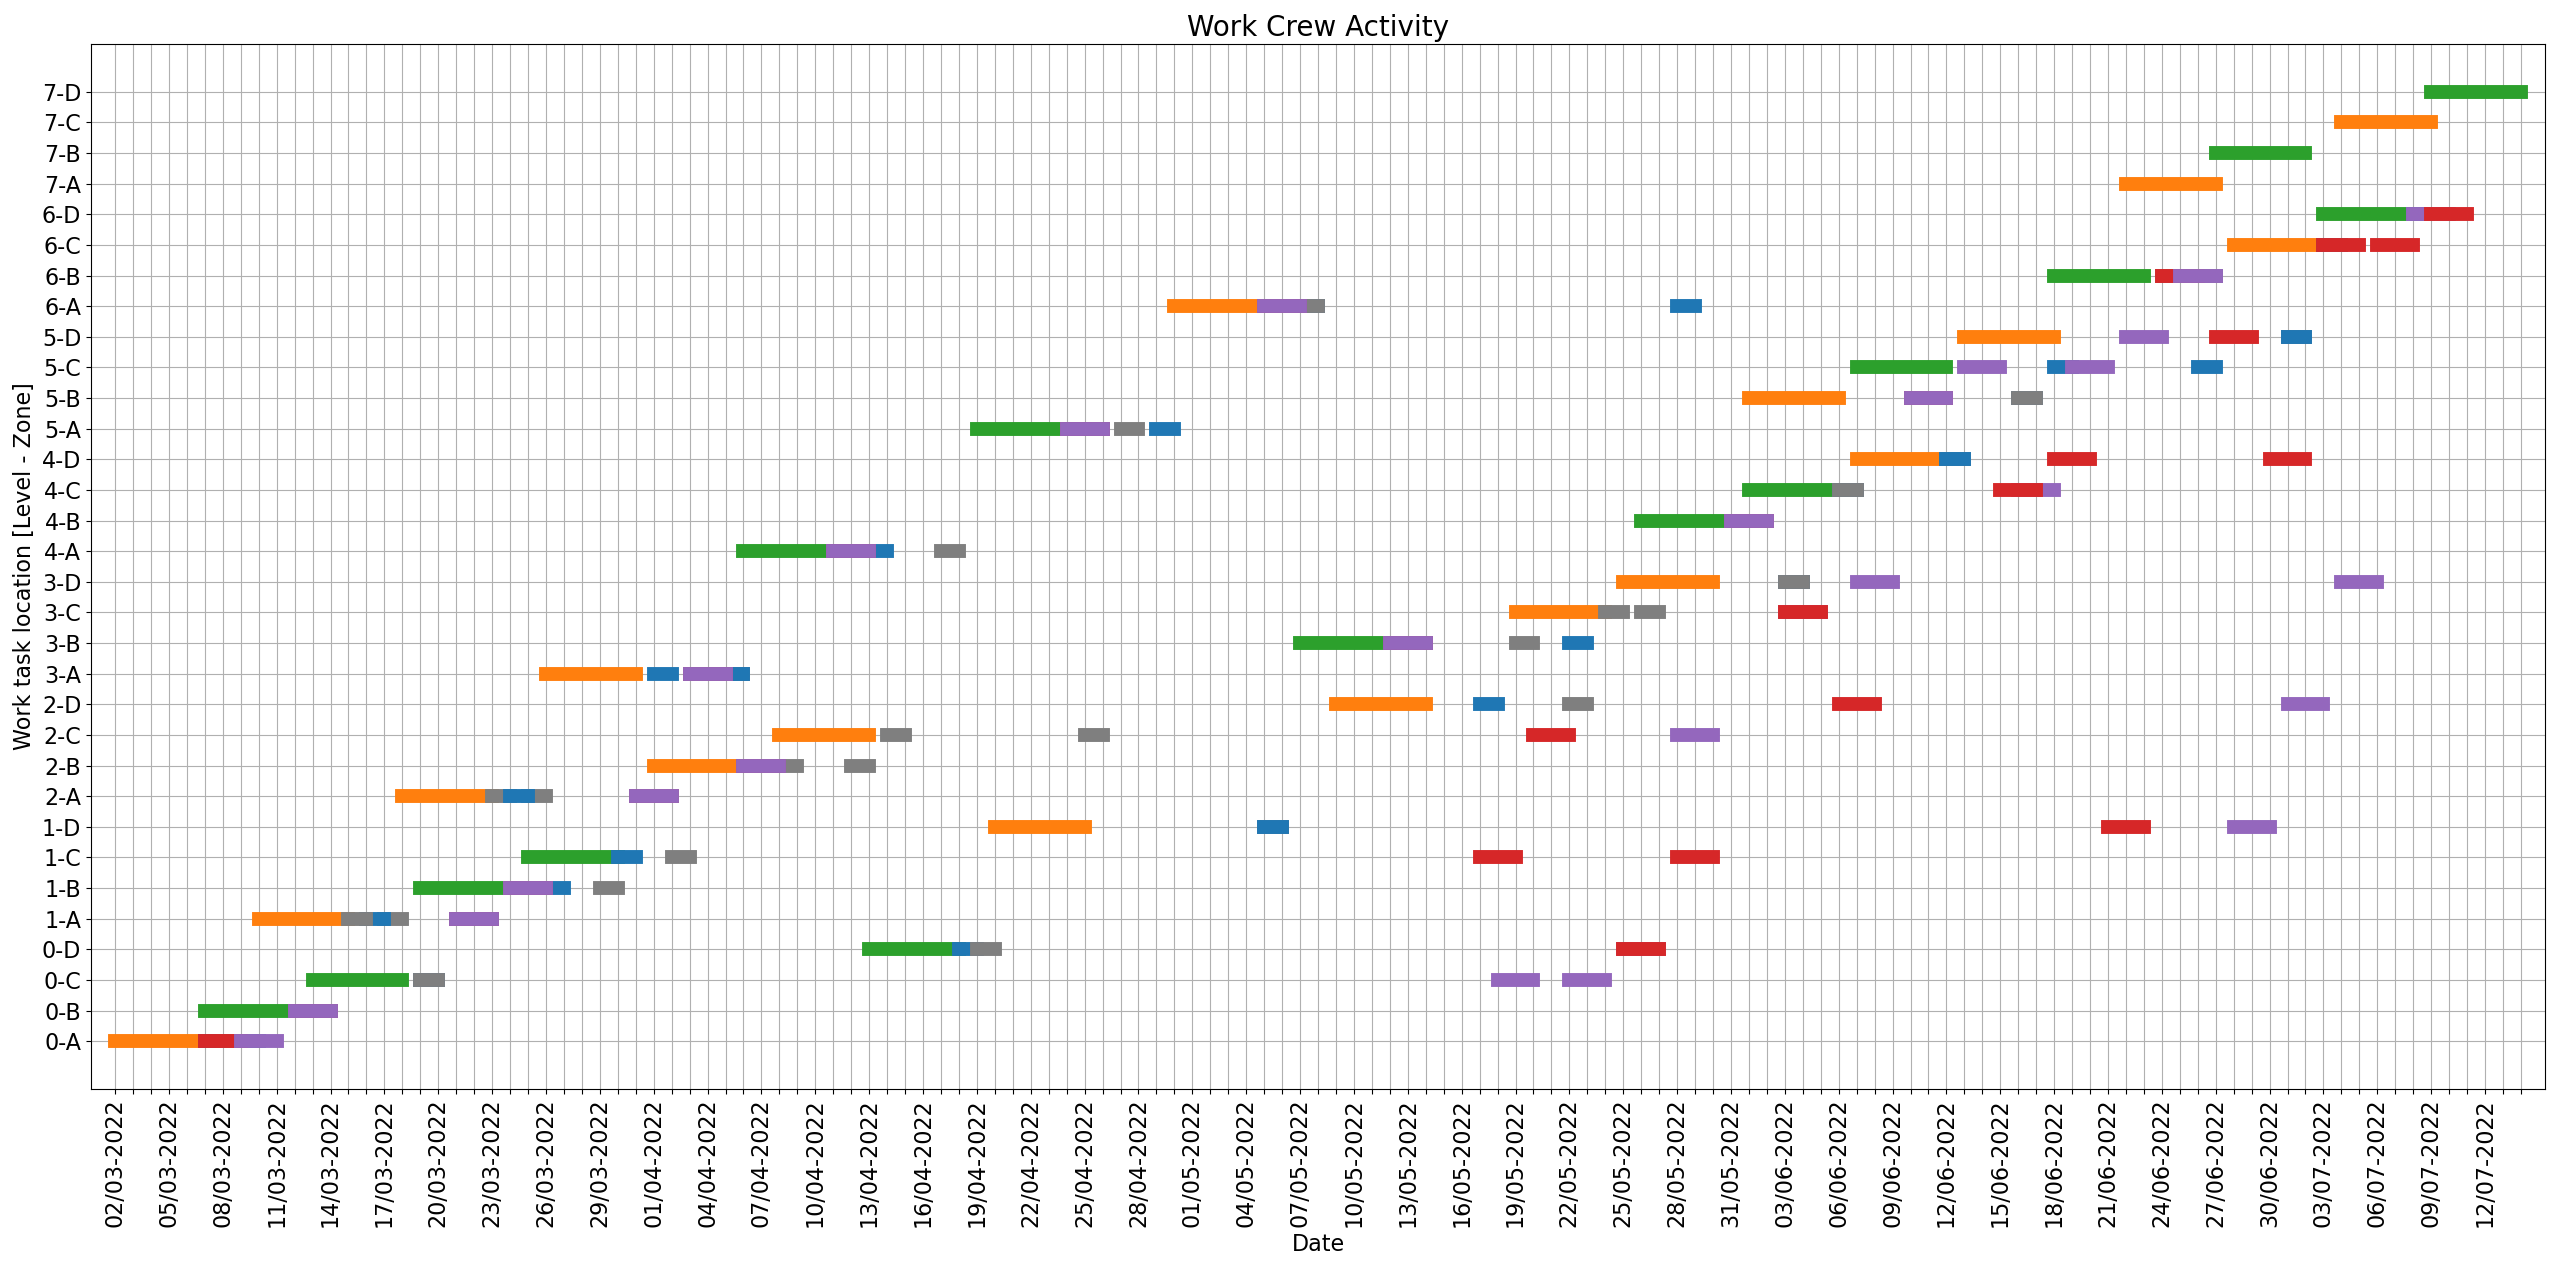 Work Crew Activity
7-D
7-C
7-B
7-A
6-D
6-C
6-B
6-A
5-D
5-C
5-B
5-A
4-D
4-C
4-B
4-A
3-D
3-C
3-B
3-A
2-D
2-C
2-B
2-A
1-D
1-C
1-B
1-A
0-D
0-C
0-B
0-A
Work task location [Level - Zone]
02/03-2022
05/03-2022
08/03-2022
11/03-2022
14/03-2022
17/03-2022
20/03-2022
23/03-2022
26/03-2022
29/03-2022
01/04-2022
04/04-2022
07/04-2022
10/04-2022
13/04-2022
16/04-2022
19/04-2022
22/04-2022
25/04-2022
28/04-2022
01/05-2022
04/05-2022
07/05-2022
10/05-2022
13/05-2022
16/05-2022
19/05-2022
22/05-2022
25/05-2022
28/05-2022
31/05-2022
03/06-2022
06/06-2022
09/06-2022
12/06-2022
15/06-2022
18/06-2022
21/06-2022
24/06-2022
27/06-2022
30/06-2022
03/07-2022
06/07-2022
09/07-2022
12/07-2022
Date